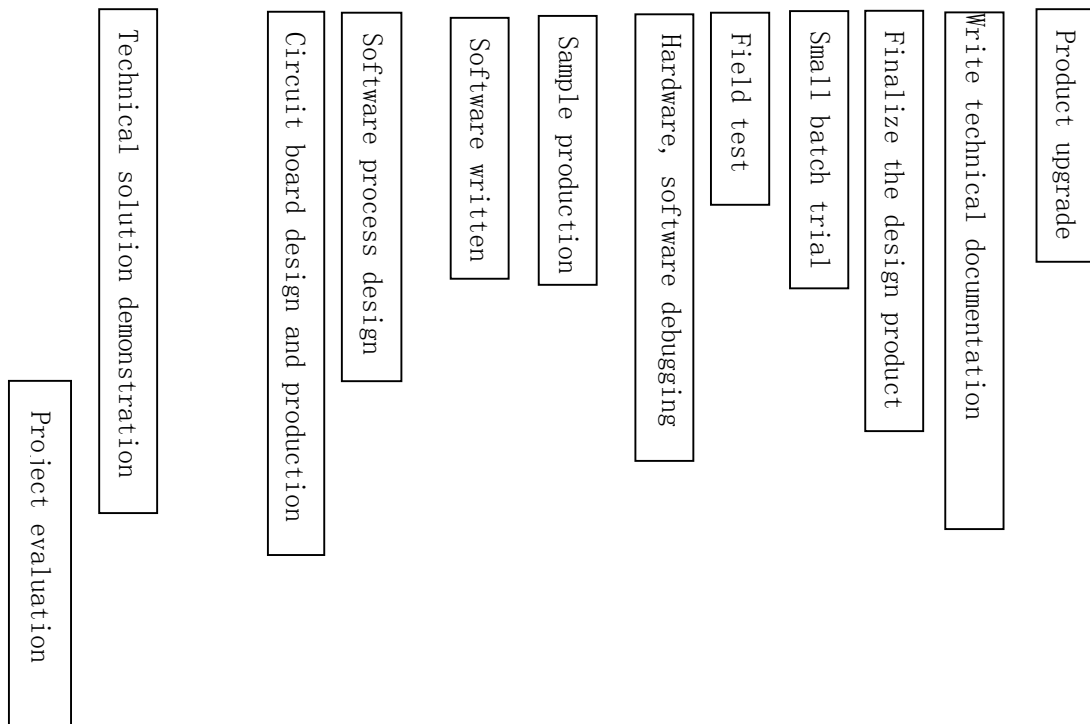 Project evaluation
Technical solution demonstration
Circuit board design and production
Software process design
Software written
Sample production
Hardware, software debugging
Field test
Small batch trial
Finalize the design product
Write technical documentation
Product upgrade